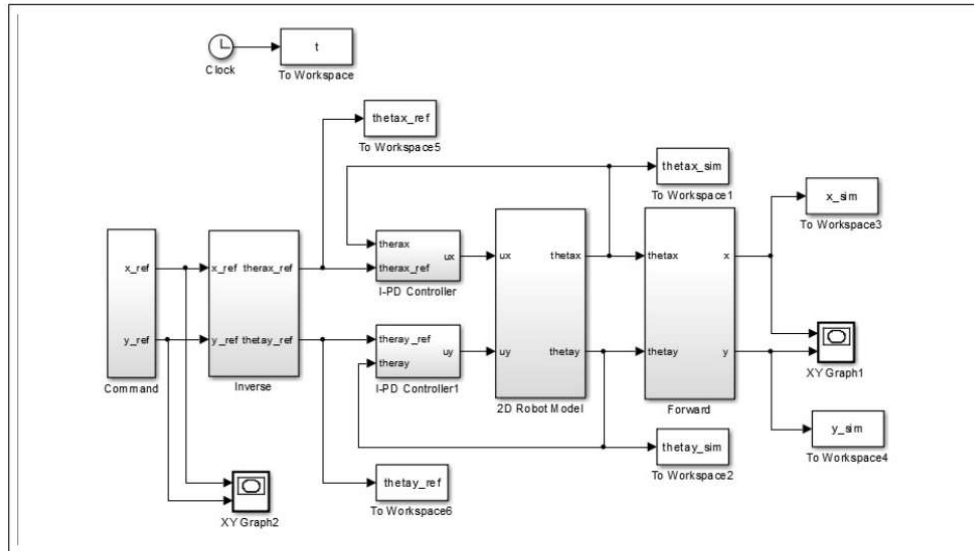 t
Clock
To Workspace
thetax_ref
To Workspace5
thetax_sim
To Workspace1
x_sim
To Workspace3
x_ref
y_ref
Command
x_ref therax_ref
y_ref thetay_ref
Inverse
therax
therax_ref
ux
I-PD Controller
theray_ref
theray
uy
I-PD Controller1
ux thetax
uy thetay
2D Robot Model
thetax x
thetay y
Forward
XY Graph1
y_sim
To Workspace4
thetay_sim
To Workspace2
thetay_ref
To Workspace6
XY Graph2